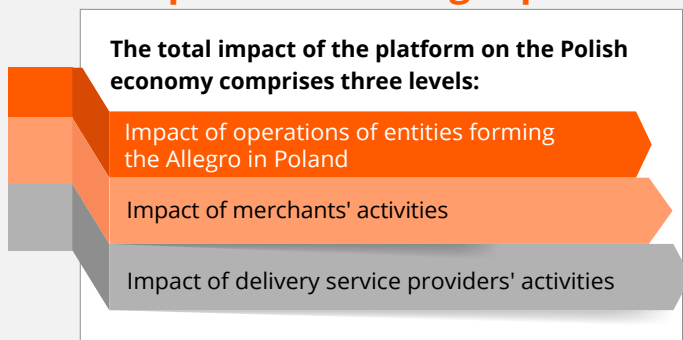 The total impact of the platform on the Polish
economy comprises three levels:
Impact of operations of entities forming
the Allegro in Poland
Impact of merchants' activities
Impact of delivery service providers' activities